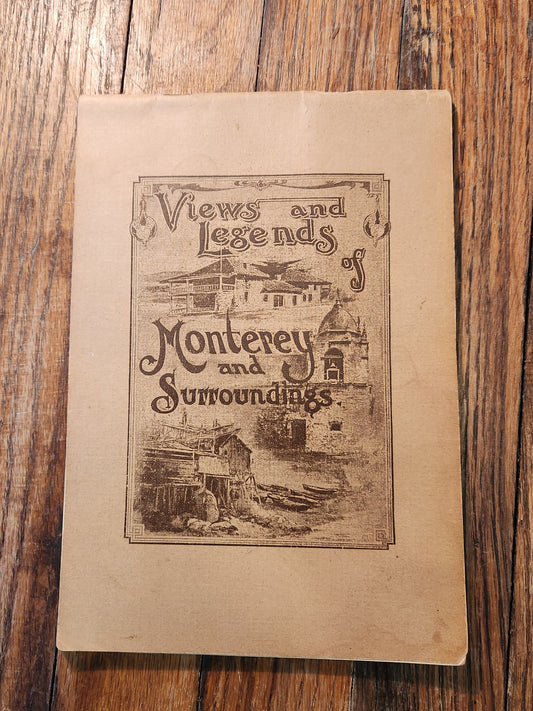 Views and
Legends
of
Monterey
and
Surroundings